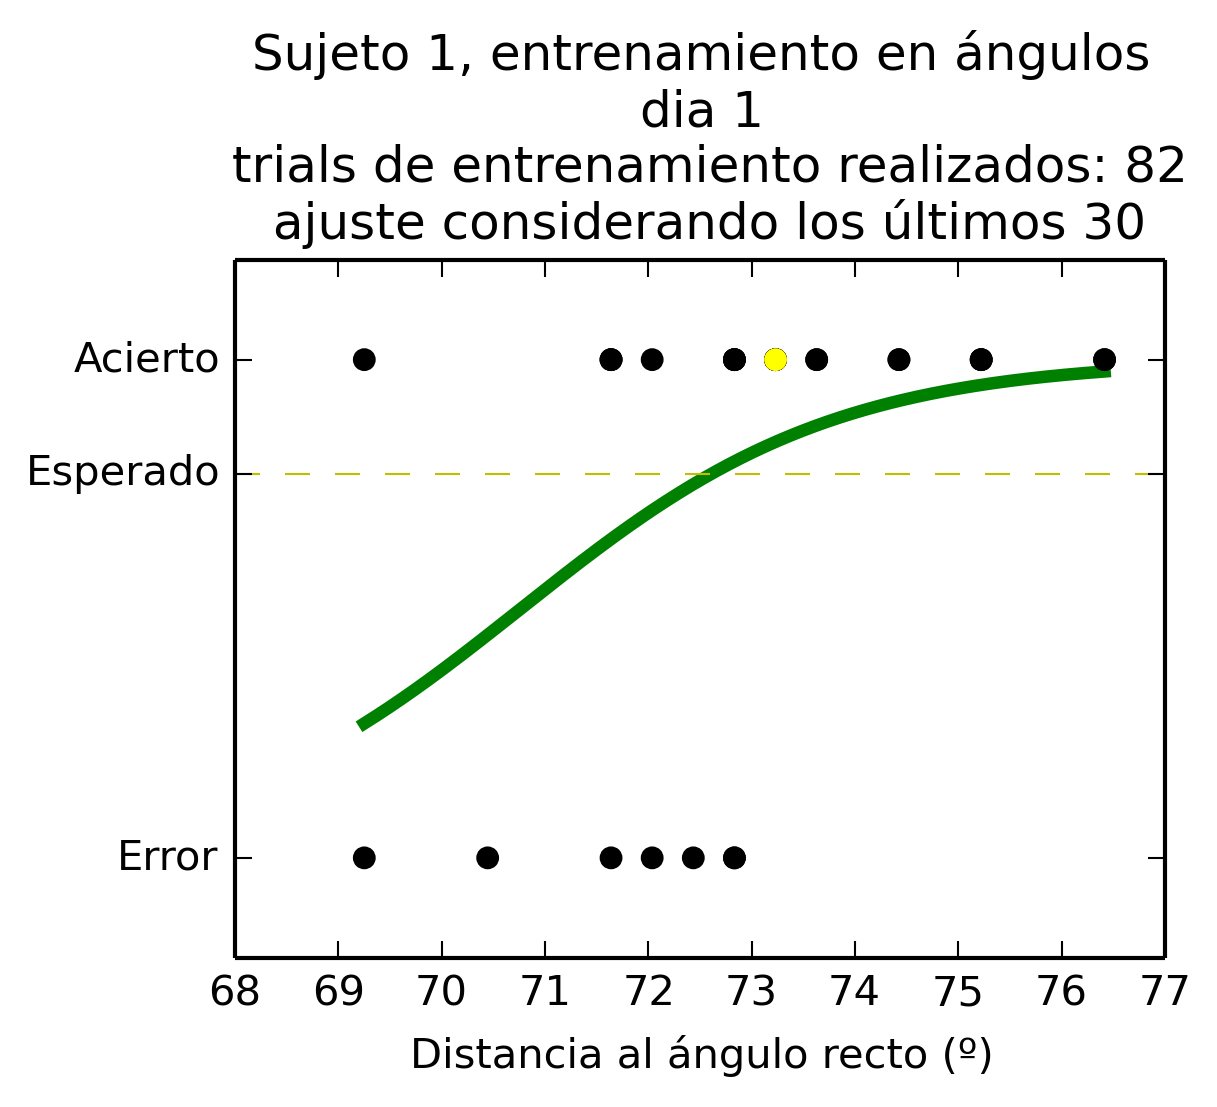 Sujeto 1, entrenamiento en ángulos
dia 1
trials de entrenamiento realizados: 82
ajuste considerando los últimos 30
Acierto
Esperado
Error
68 69 70 71 72 73 74 75 76 77
Distancia al ángulo recto (º)